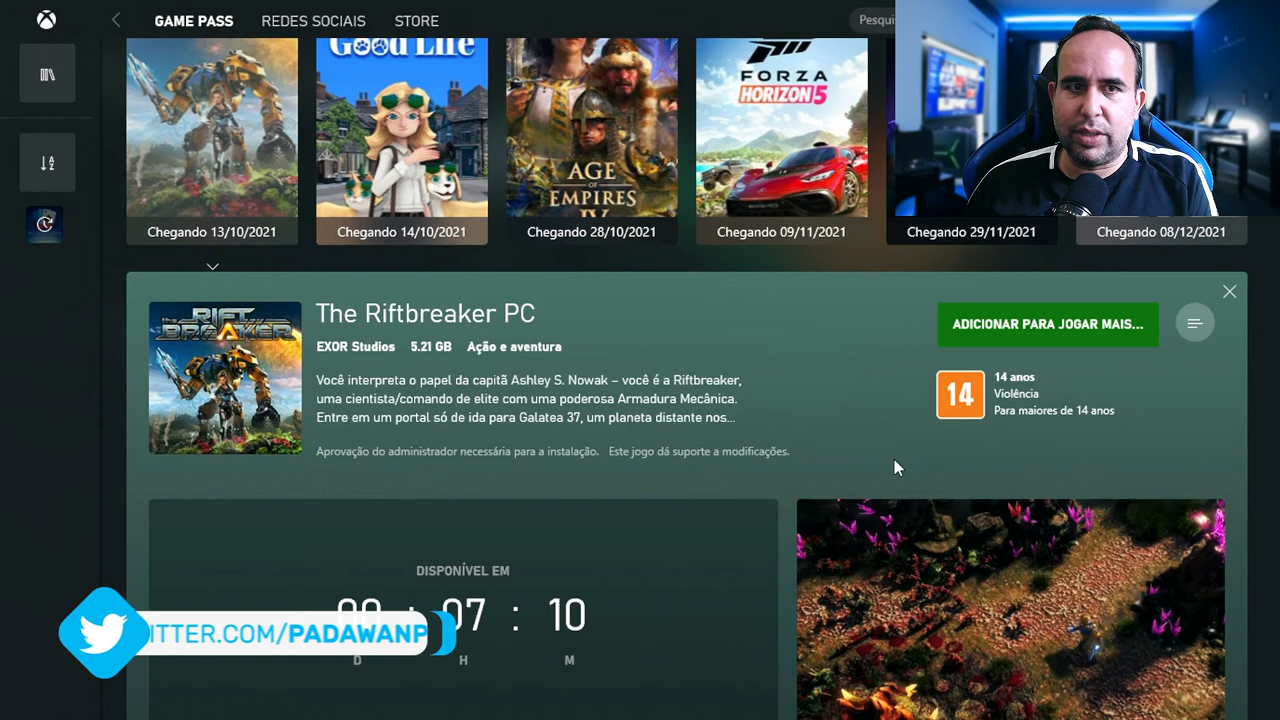 GAME PASS
REDES SOCIAIS
STORE
Pesqui
GOOD LIFE
AGE
OF
EMPIRES
IV
FORZA
HORIZON 5
Chegando 13/10/2021
Chegando 14/10/2021
Chegando 28/10/2021
Chegando 09/11/2021
Chegando 29/11/2021
Chegando 08/12/2021
THE RIFT
BREAKER
The Riftbreaker PC
EXOR Studios 5.21 GB Ação e aventura
Você interpreta o papel da capitã Ashley S. Nowak – você é a Riftbreaker,
uma cientista/comando de elite com uma poderosa Armadura Mecânica.
Entre em um portal só de ida para Galatea 37, um planeta distante nos...
Aprovação do administrador necessária para a instalação. Este jogo dá suporte a modificações.
ADICIONAR PARA JOGAR MAIS...
14
14 anos
Violência
Para maiores de 14 anos
DISPONÍVEL EM
00 : 07 : 10
D H M
ITTER.COM/PADAWANP